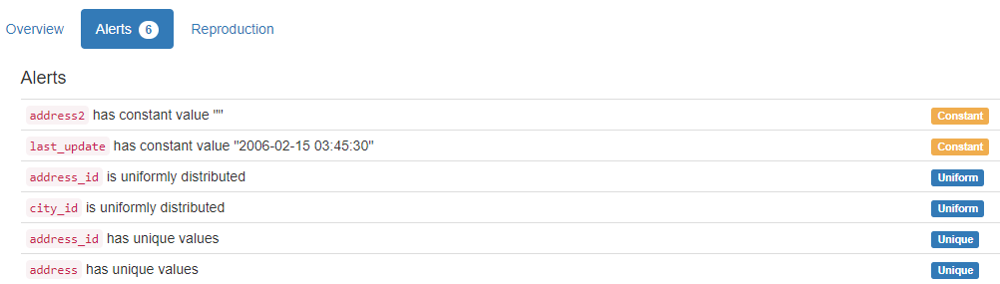 Overview Alerts 6 Reproduction
Alerts
address2 has constant value "" Constant
last_update has constant value "2006-02-15 03:45:30" Constant
address_id is uniformly distributed Uniform
city_id is uniformly distributed Uniform
address_id has unique values Unique
address has unique values Unique